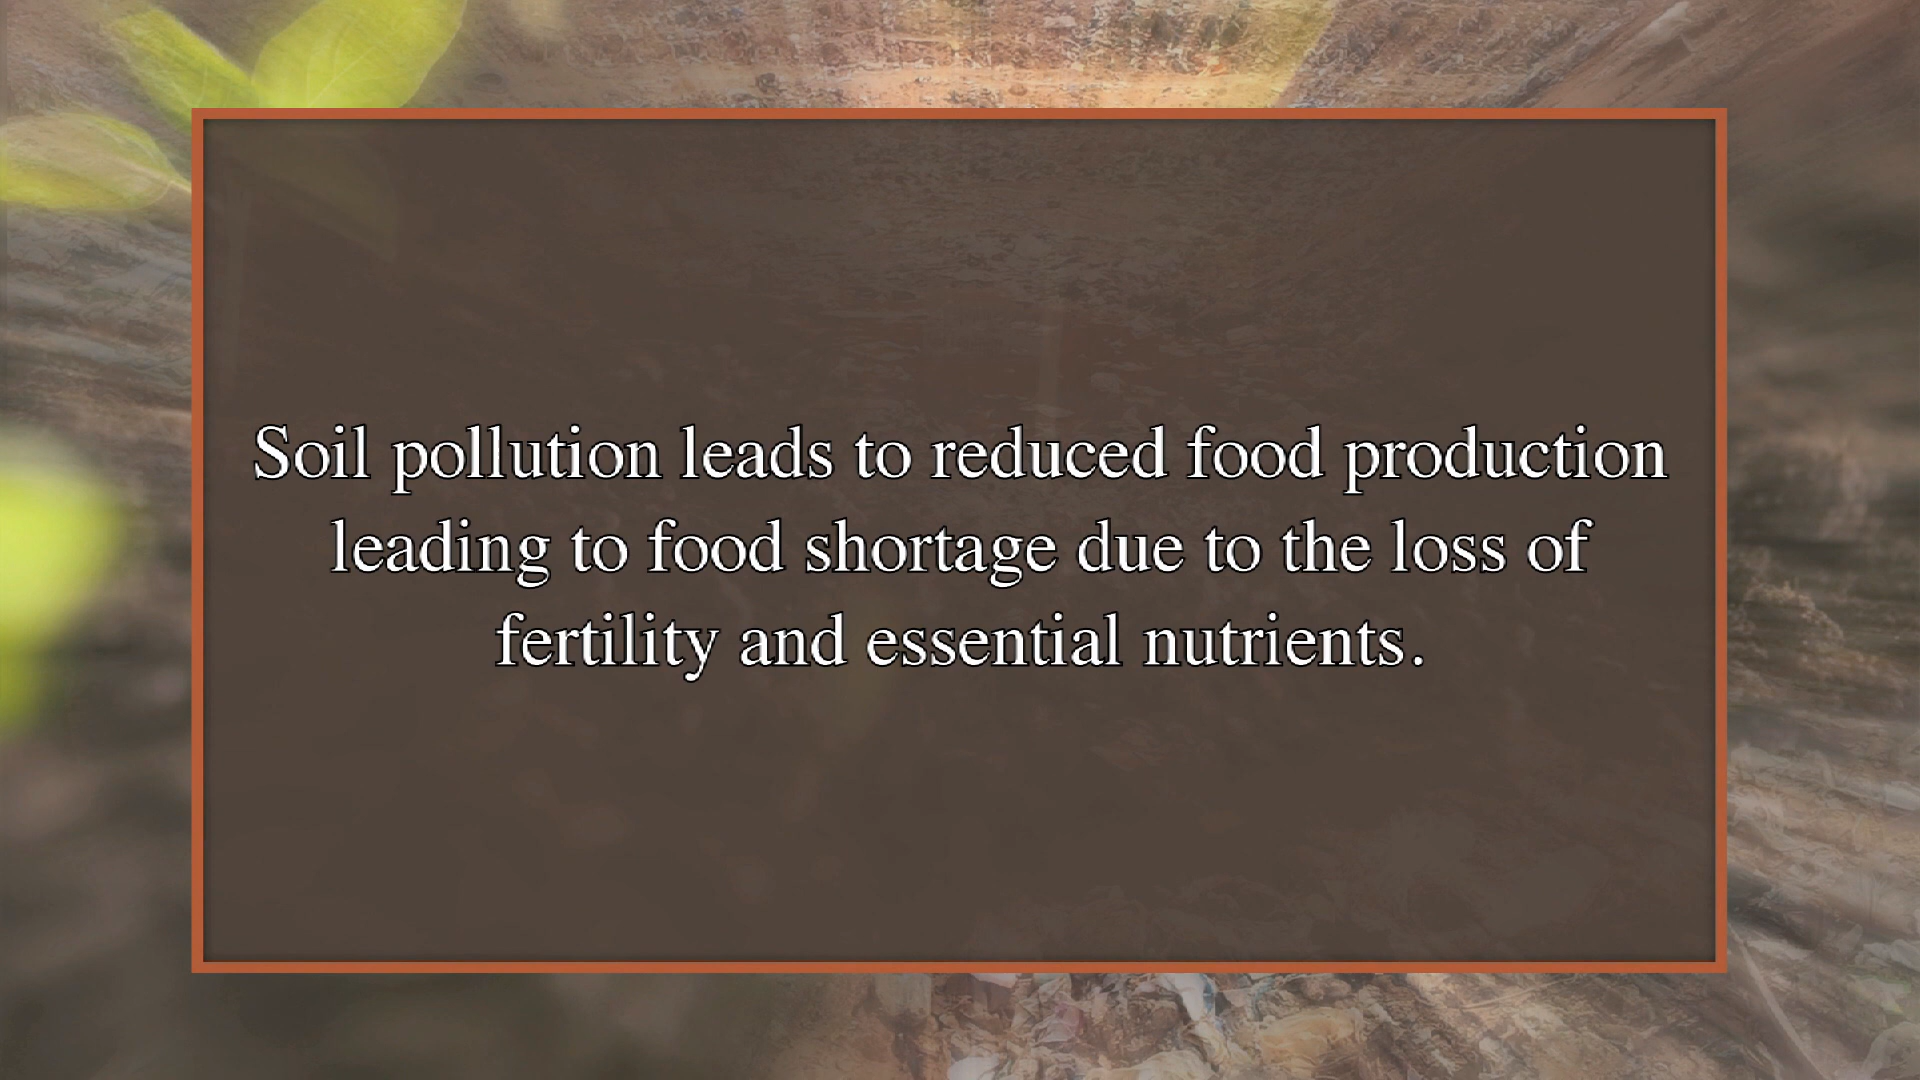 Soil pollution leads to reduced food production
leading to food shortage due to the loss of
fertility and essential nutrients.